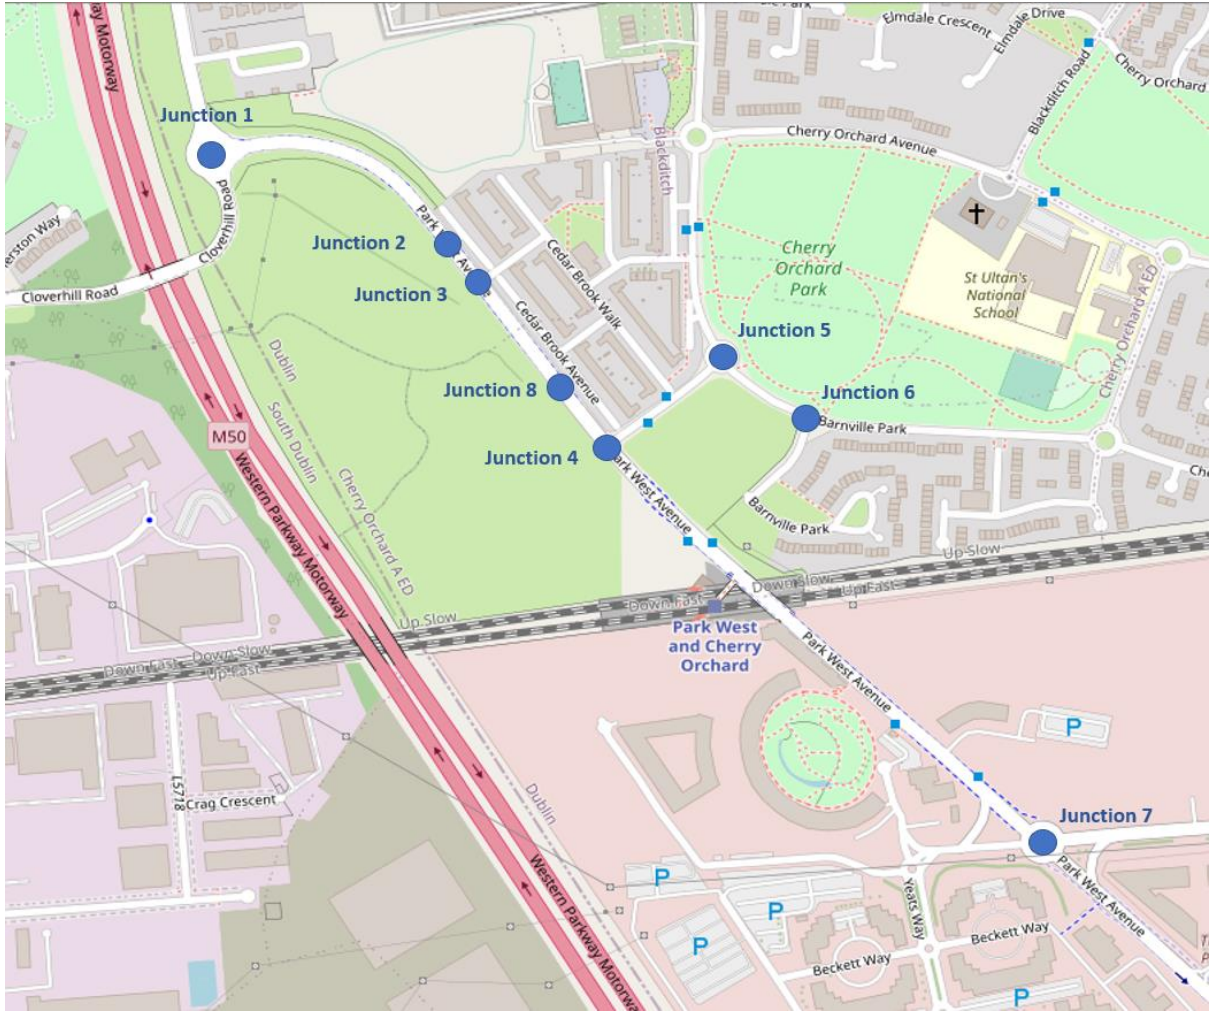 ay Motorway
Motorway
Elmdale Crescent
Elmdale Drive
Blackditch Road
Cherry Orchard
Junction 1
Cherry Orchard Avenue
Blackditch
Cloverhill Road
Park
Junction 2
Cedar Brook Walk
Cherry
Orchard
Park
St Ultan's
National
School
erston Way
Cloverhill Road
Junction 3
Cedar Brook Avenue
Cherry Orchard A ED
Junction 5
Dublin
South Dublin
Junction 8
Junction 6
Barnville Park
M50
Junction 4
Park West Avenue
Cherry Orchard A ED
Western Parkway Motorway
Barnville Park
Up Slow
Down Slow
Up Fast
Down Fast
Up Slow
Park West
and Cherry
Orchard
Down Fast
Down Slow
Up Fast
Park West Avenue
P
L5718
Crag Crescent
Dublin
Junction 7
Park West Avenue
Western Parkway Motorway
P
Yeats Way
P
P
Beckett Way
Beckett Way
P